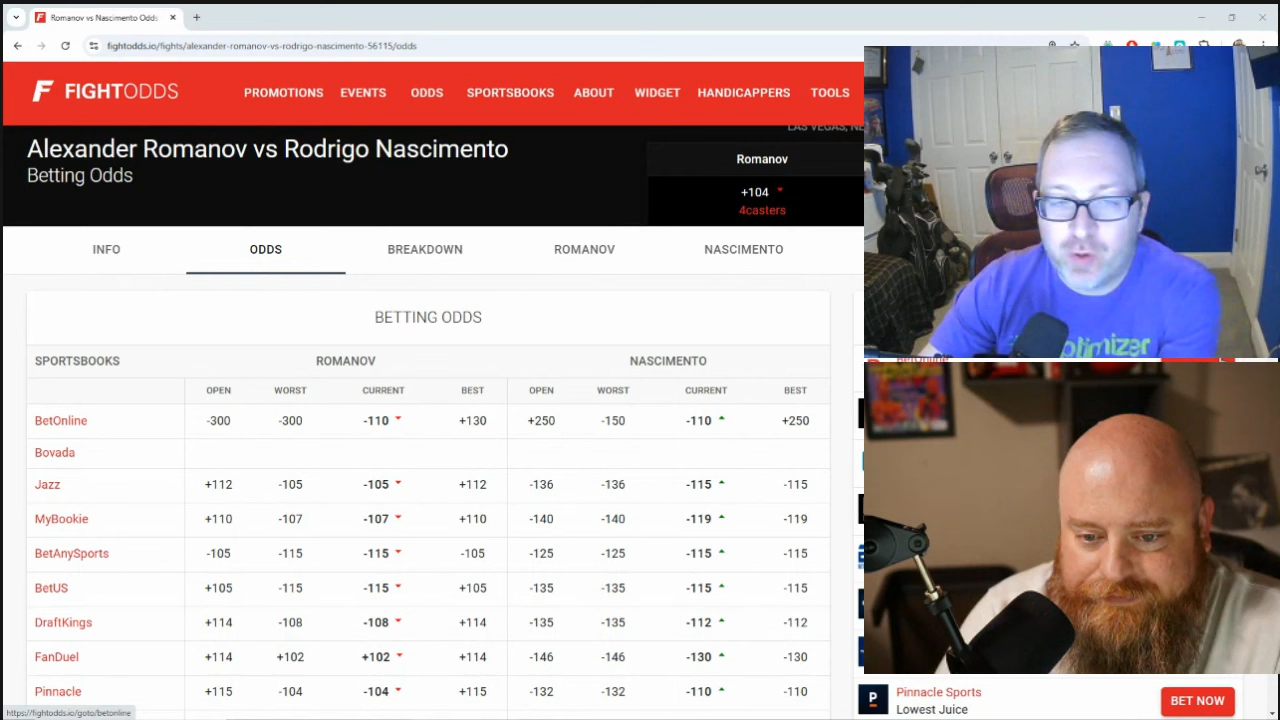 Romanov vs Nascimento Odds
fightodds.io/fights/alexander-romanov-vs-rodrigo-nascimento-56115/odds
FIGHTODDS
PROMOTIONS EVENTS ODDS SPORTSBOOKS ABOUT WIDGET HANDICAPPERS TOOLS
LAS VEGAS, NE
Alexander Romanov vs Rodrigo Nascimento
Betting Odds
Romanov
+104
4casters
INFO ODDS BREAKDOWN ROMANOV NASCIMENTO
BETTING ODDS
SPORTSBOOKS ROMANOV NASCIMENTO
OPEN WORST CURRENT BEST OPEN WORST CURRENT BEST
BetOnline -300 -300 -110 +130 +250 -150 -110 +250
Bovada
Jazz +112 -105 -105 +112 -136 -136 -115 -115
MyBookie +110 -107 -107 +110 -140 -140 -119 -119
BetAnySports -105 -115 -115 -105 -125 -125 -115 -115
BetUS +105 -115 -115 +105 -135 -135 -115 -115
DraftKings +114 -108 -108 +114 -135 -135 -112 -112
FanDuel +114 +102 +102 +114 -146 -146 -130 -130
Pinnacle +115 -104 -104 +115 -132 -132 -110 -110
https://fightodds.io/goto/betonline
ptimizer
BetOnline
P
Pinnacle Sports
Lowest Juice
BET NOW